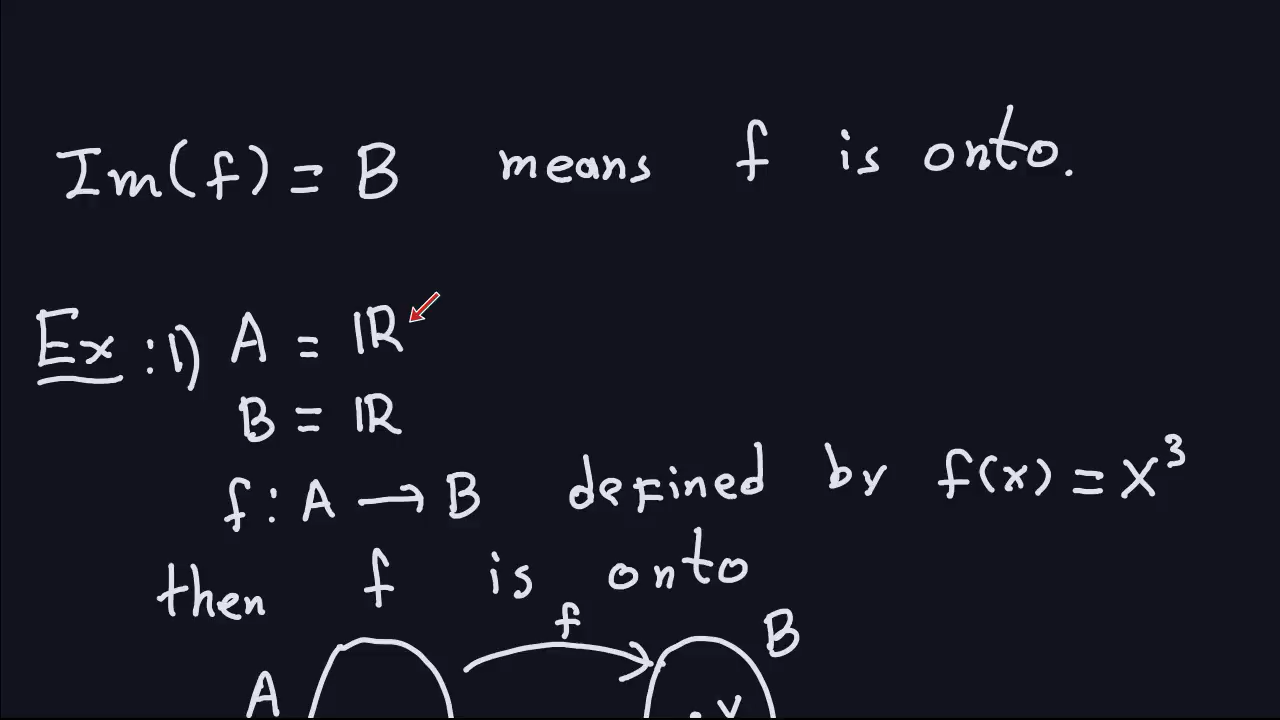 Im(f) = B means f is onto.
Ex : 1) A = ℝ
B = ℝ
f : A → B defined by f(x) = x³
then f is onto
f
B
A
. y